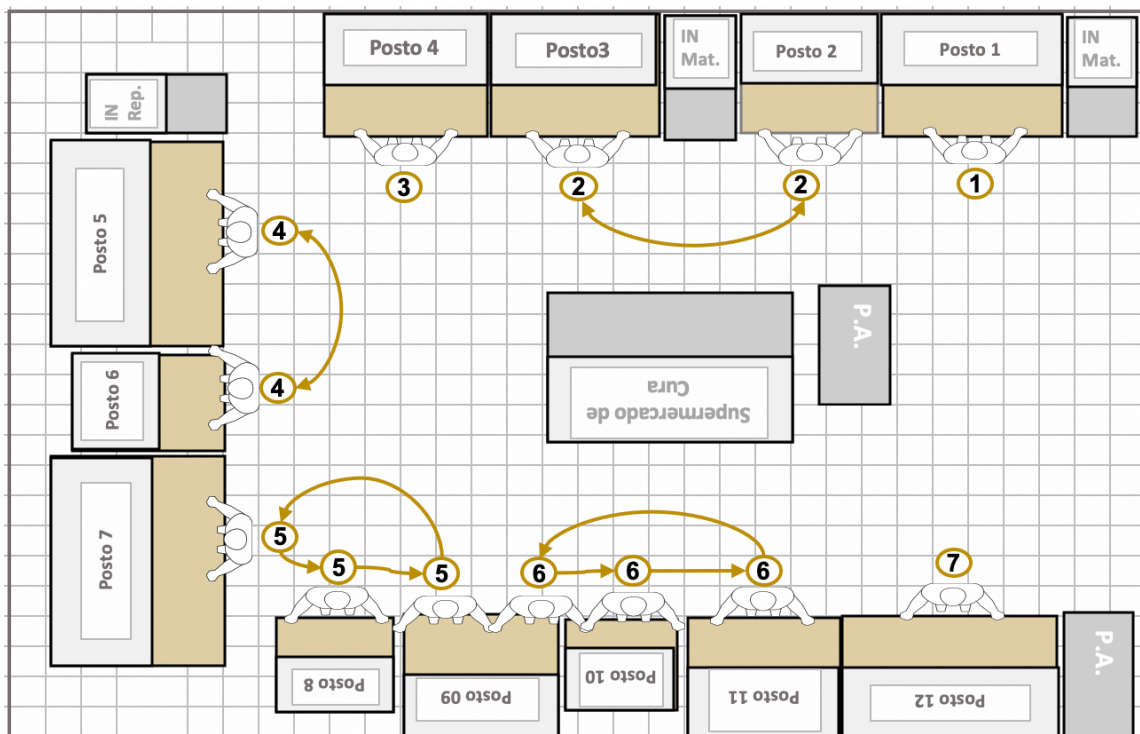 Posto 4
Posto3
IN
Mat.
Posto 2
Posto 1
IN
Mat.
IN
Rep.
3
2
2
1
Posto 5
4
P.A.
Posto 6
4
Supermercado de
Cura
Posto 7
5
5
5
6
6
6
7
Posto 8
Posto 09
Posto 10
Posto 11
Posto 12
P.A.